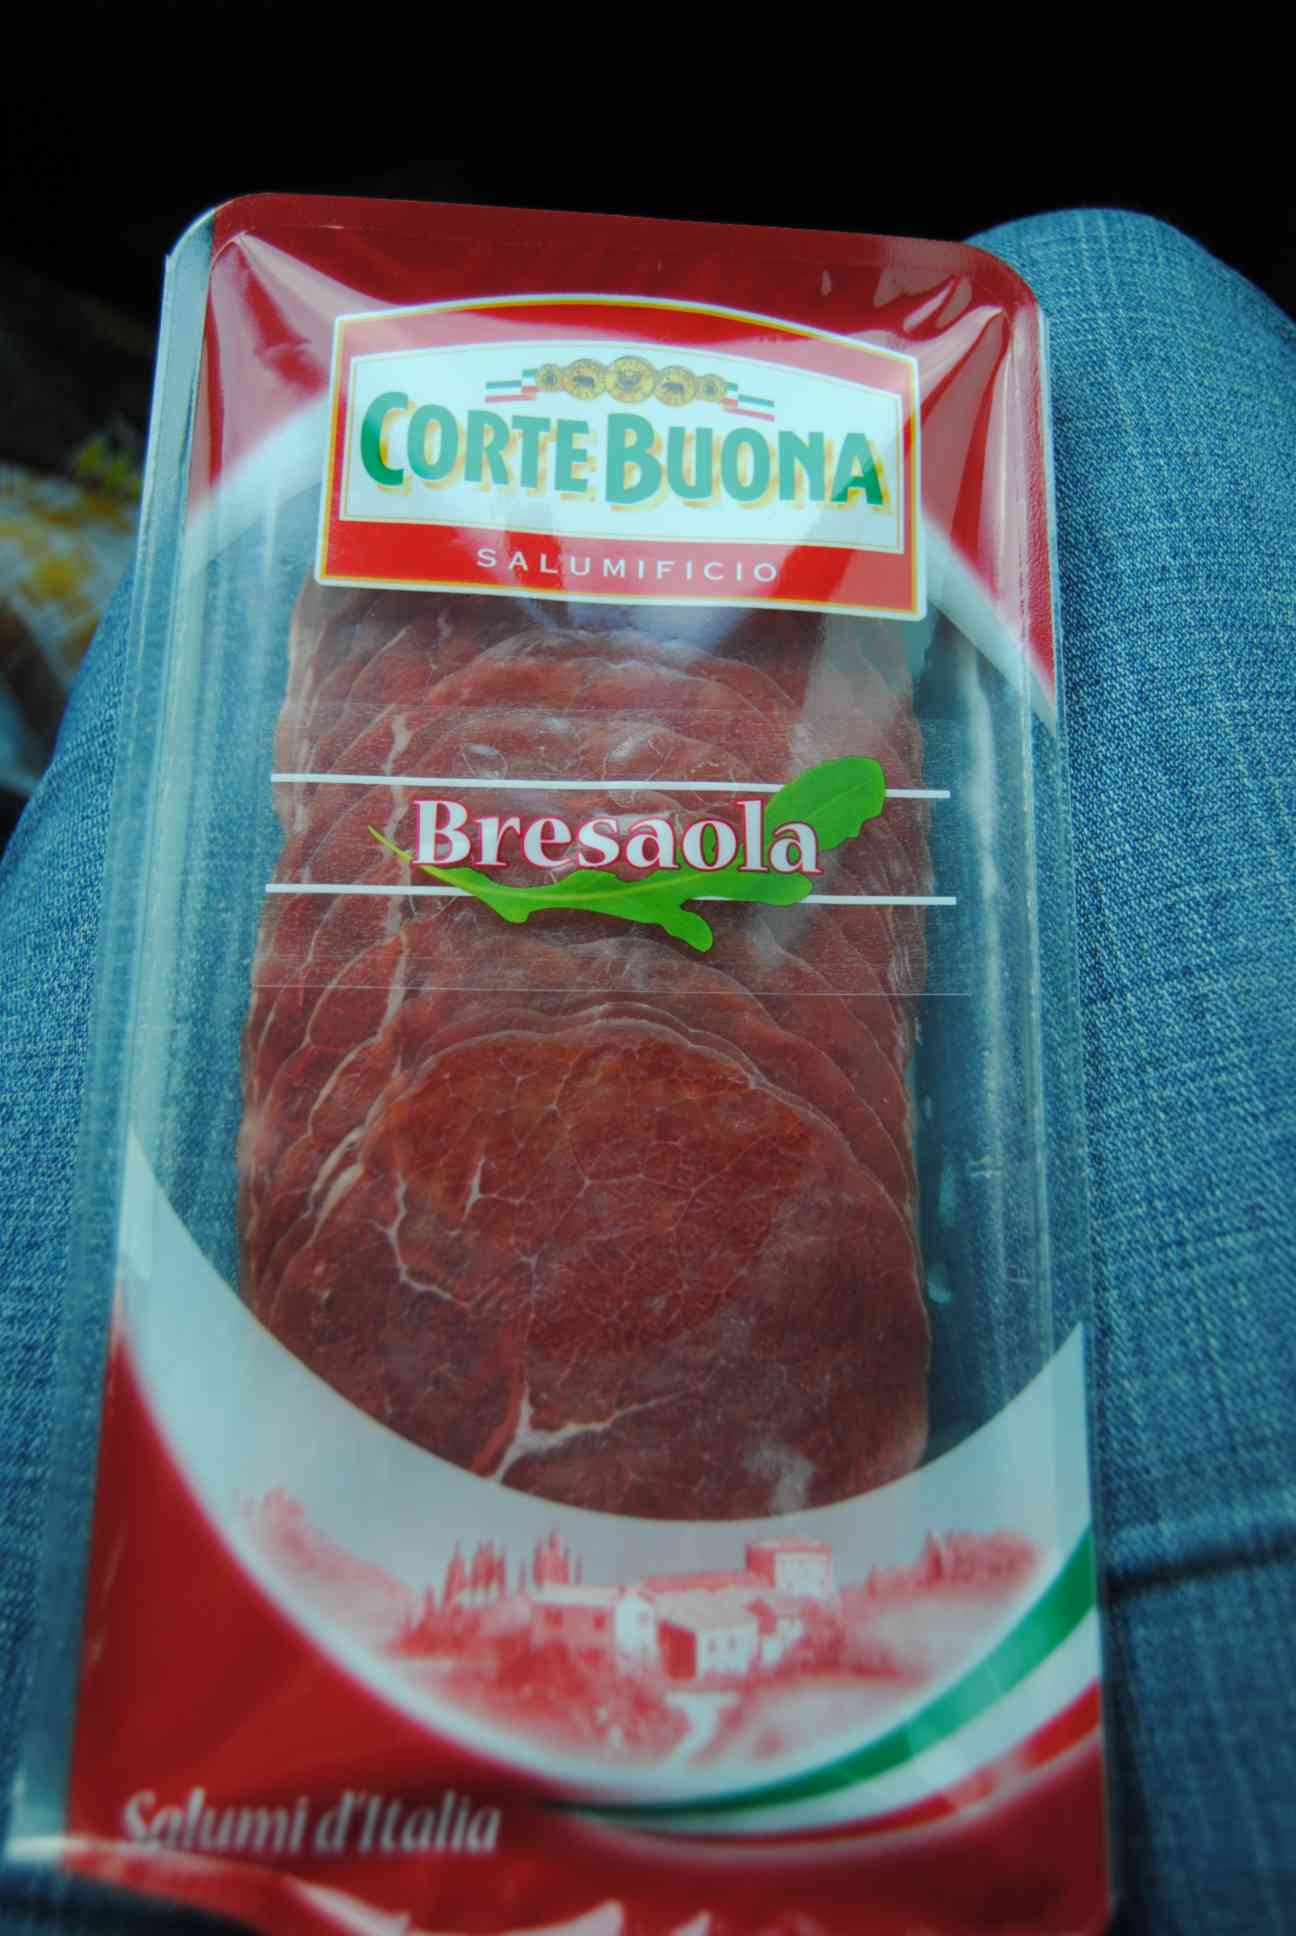 CORTE BUONA
SALUMIFICIO
Bresaola
Salumi d'Italia